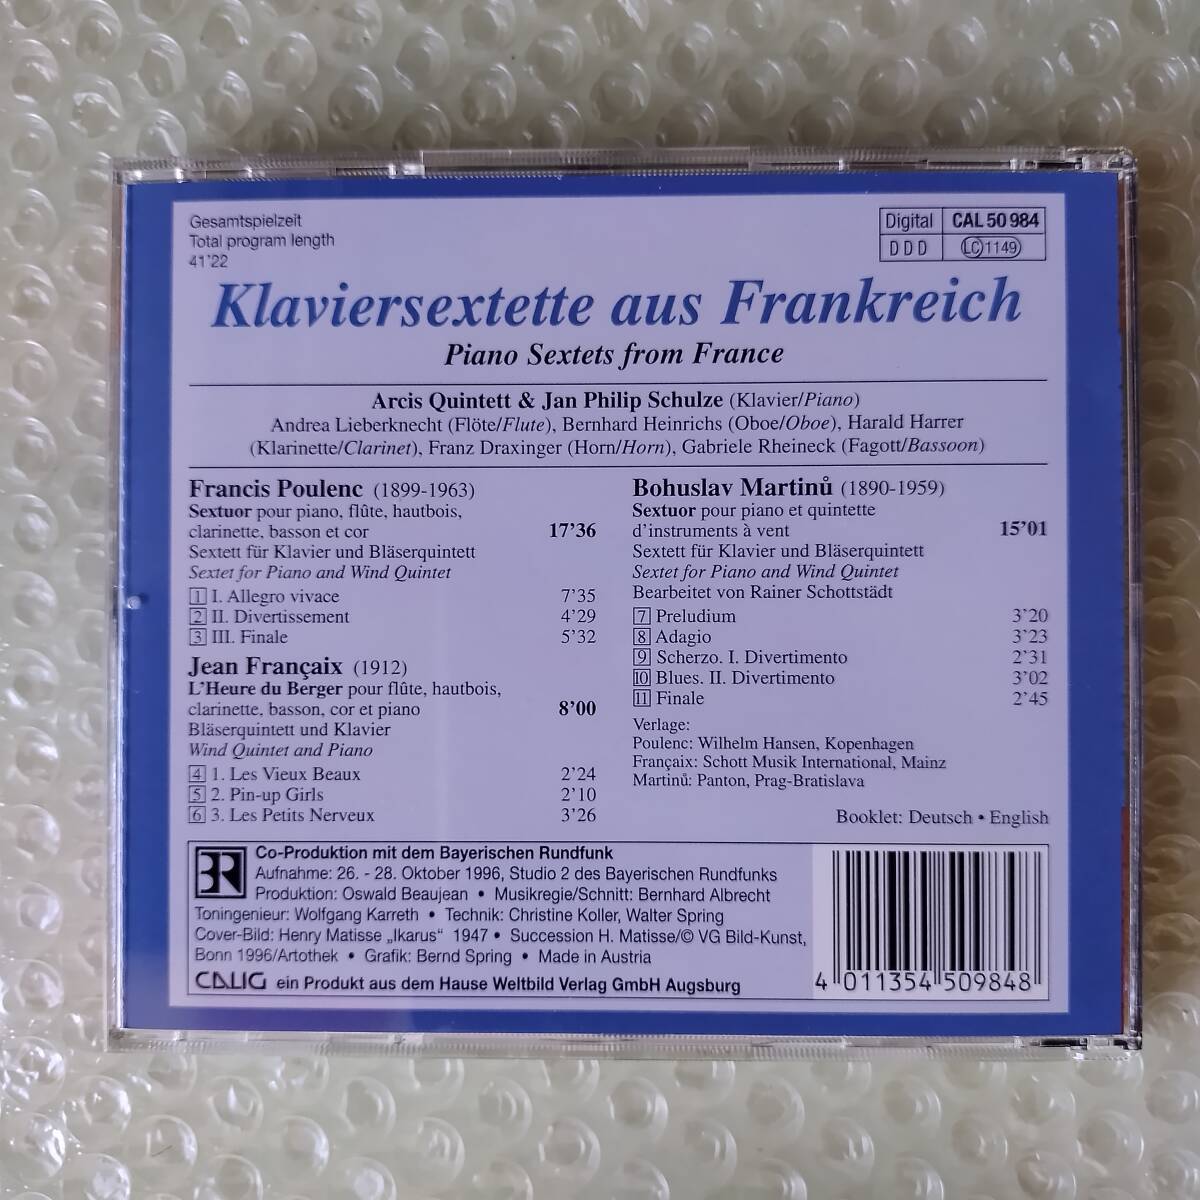 Gesamtspielzeit
Total program length
41'22
Digital CAL 50 984
DDD LC 1149
Klaviersextette aus Frankreich
Piano Sextets from France
Arcis Quintett & Jan Philip Schulze (Klavier/Piano)
Andrea Lieberknecht (Flöte/Flute), Bernhard Heinrichs (Oboe/Oboe), Harald Harrer
(Klarinette/Clarinet), Franz Draxinger (Horn/Horn), Gabriele Rheineck (Fagott/Bassoon)
Francis Poulenc (1899-1963)
Sextuor pour piano, flûte, hautbois,
clarinette, basson et cor 17'36
Sextett für Klavier und Bläserquintett
Sextet for Piano and Wind Quintet
1 I. Allegro vivace 7'35
2 II. Divertissement 4'29
3 III. Finale 5'32
Jean Françaix (1912)
L'Heure du Berger pour flûte, hautbois,
clarinette, basson, cor et piano 8'00
Bläserquintett und Klavier
Wind Quintet and Piano
4 1. Les Vieux Beaux 2'24
5 2. Pin-up Girls 2'10
6 3. Les Petits Nerveux 3'26
Bohuslav Martinů (1890-1959)
Sextuor pour piano et quintette
d'instruments à vent 15'01
Sextett für Klavier und Bläserquintett
Sextet for Piano and Wind Quintet
Bearbeitet von Rainer Schottstädt
7 Preludium 3'20
8 Adagio 3'23
9 Scherzo. I. Divertimento 2'31
10 Blues. II. Divertimento 3'02
11 Finale 2'45
Verlage:
Poulenc: Wilhelm Hansen, Kopenhagen
Françaix: Schott Musik International, Mainz
Martinů: Panton, Prag-Bratislava
Booklet: Deutsch • English
BR
Co-Produktion mit dem Bayerischen Rundfunk
Aufnahme: 26. - 28. Oktober 1996, Studio 2 des Bayerischen Rundfunks
Produktion: Oswald Beaujean • Musikregie/Schnitt: Bernhard Albrecht
Toningenieur: Wolfgang Karreth • Technik: Christine Koller, Walter Spring
Cover-Bild: Henry Matisse „Ikarus“ 1947 • Succession H. Matisse/© VG Bild-Kunst,
Bonn 1996/Artothek • Grafik: Bernd Spring • Made in Austria
CALIG ein Produkt aus dem Hause Weltbild Verlag GmbH Augsburg
4 011354 509848